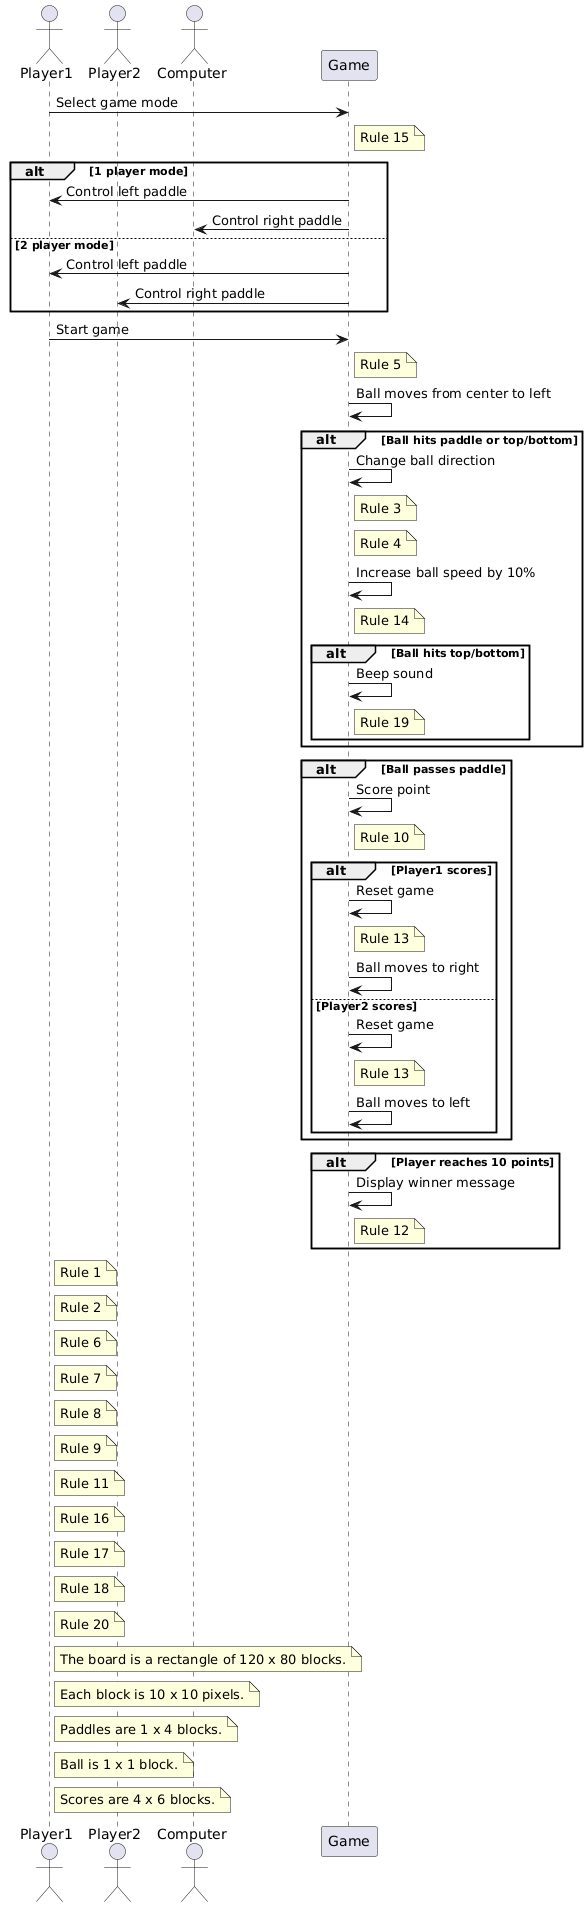 Player1 Player2 Computer Game
Select game mode
Rule 15
alt [1 player mode]
Control left paddle
Control right paddle
[2 player mode]
Control left paddle
Control right paddle
Start game
Rule 5
Ball moves from center to left
alt [Ball hits paddle or top/bottom]
Change ball direction
Rule 3
Rule 4
Increase ball speed by 10%
Rule 14
alt [Ball hits top/bottom]
Beep sound
Rule 19
alt [Ball passes paddle]
Score point
Rule 10
alt [Player1 scores]
Reset game
Rule 13
Ball moves to right
[Player2 scores]
Reset game
Rule 13
Ball moves to left
alt [Player reaches 10 points]
Display winner message
Rule 12
Rule 1
Rule 2
Rule 6
Rule 7
Rule 8
Rule 9
Rule 11
Rule 16
Rule 17
Rule 18
Rule 20
The board is a rectangle of 120 x 80 blocks.
Each block is 10 x 10 pixels.
Paddles are 1 x 4 blocks.
Ball is 1 x 1 block.
Scores are 4 x 6 blocks.
Player1 Player2 Computer Game